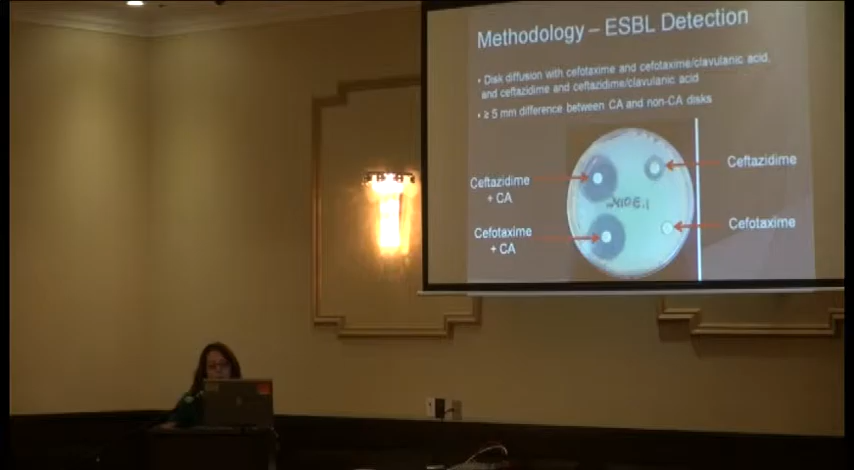 Methodology – ESBL Detection
• Disk diffusion with cefotaxime and cefotaxime/clavulanic acid,
and ceftazidime and ceftazidime/clavulanic acid
• ≥ 5 mm difference between CA and non-CA disks
Ceftazidime
+ CA
Ceftazidime
Cefotaxime
+ CA
Cefotaxime